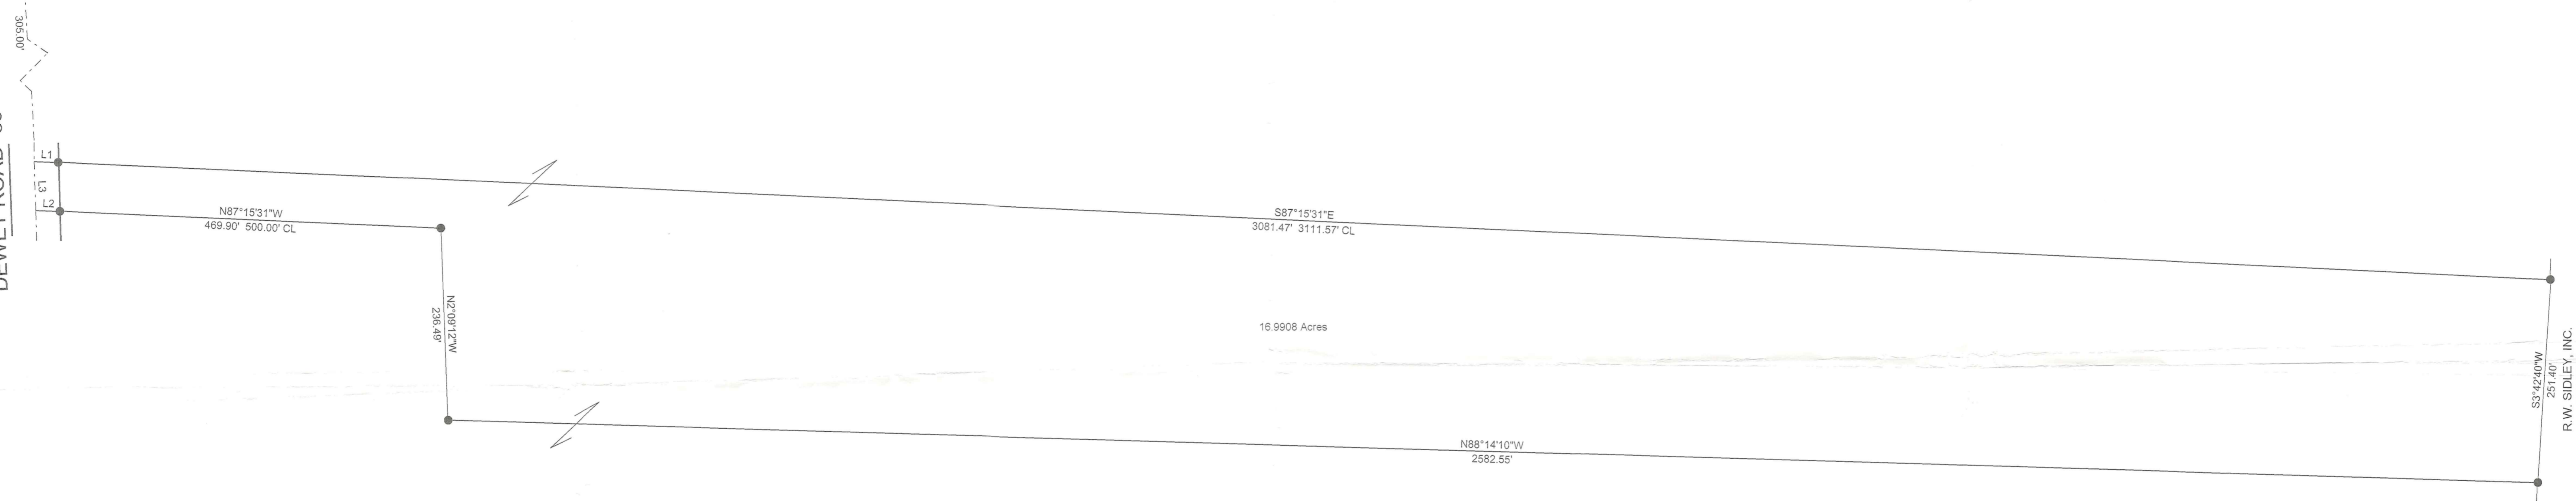 305.00'
L1
L3
L2
N87°15'31"W
469.90' 500.00' CL
S87°15'31"E
3081.47' 3111.57' CL
N2°09'12"W
236.49'
16.9908 Acres
S3°42'40"W
251.40'
R.W. SIDLEY, INC.
N88°14'10"W
2582.55'